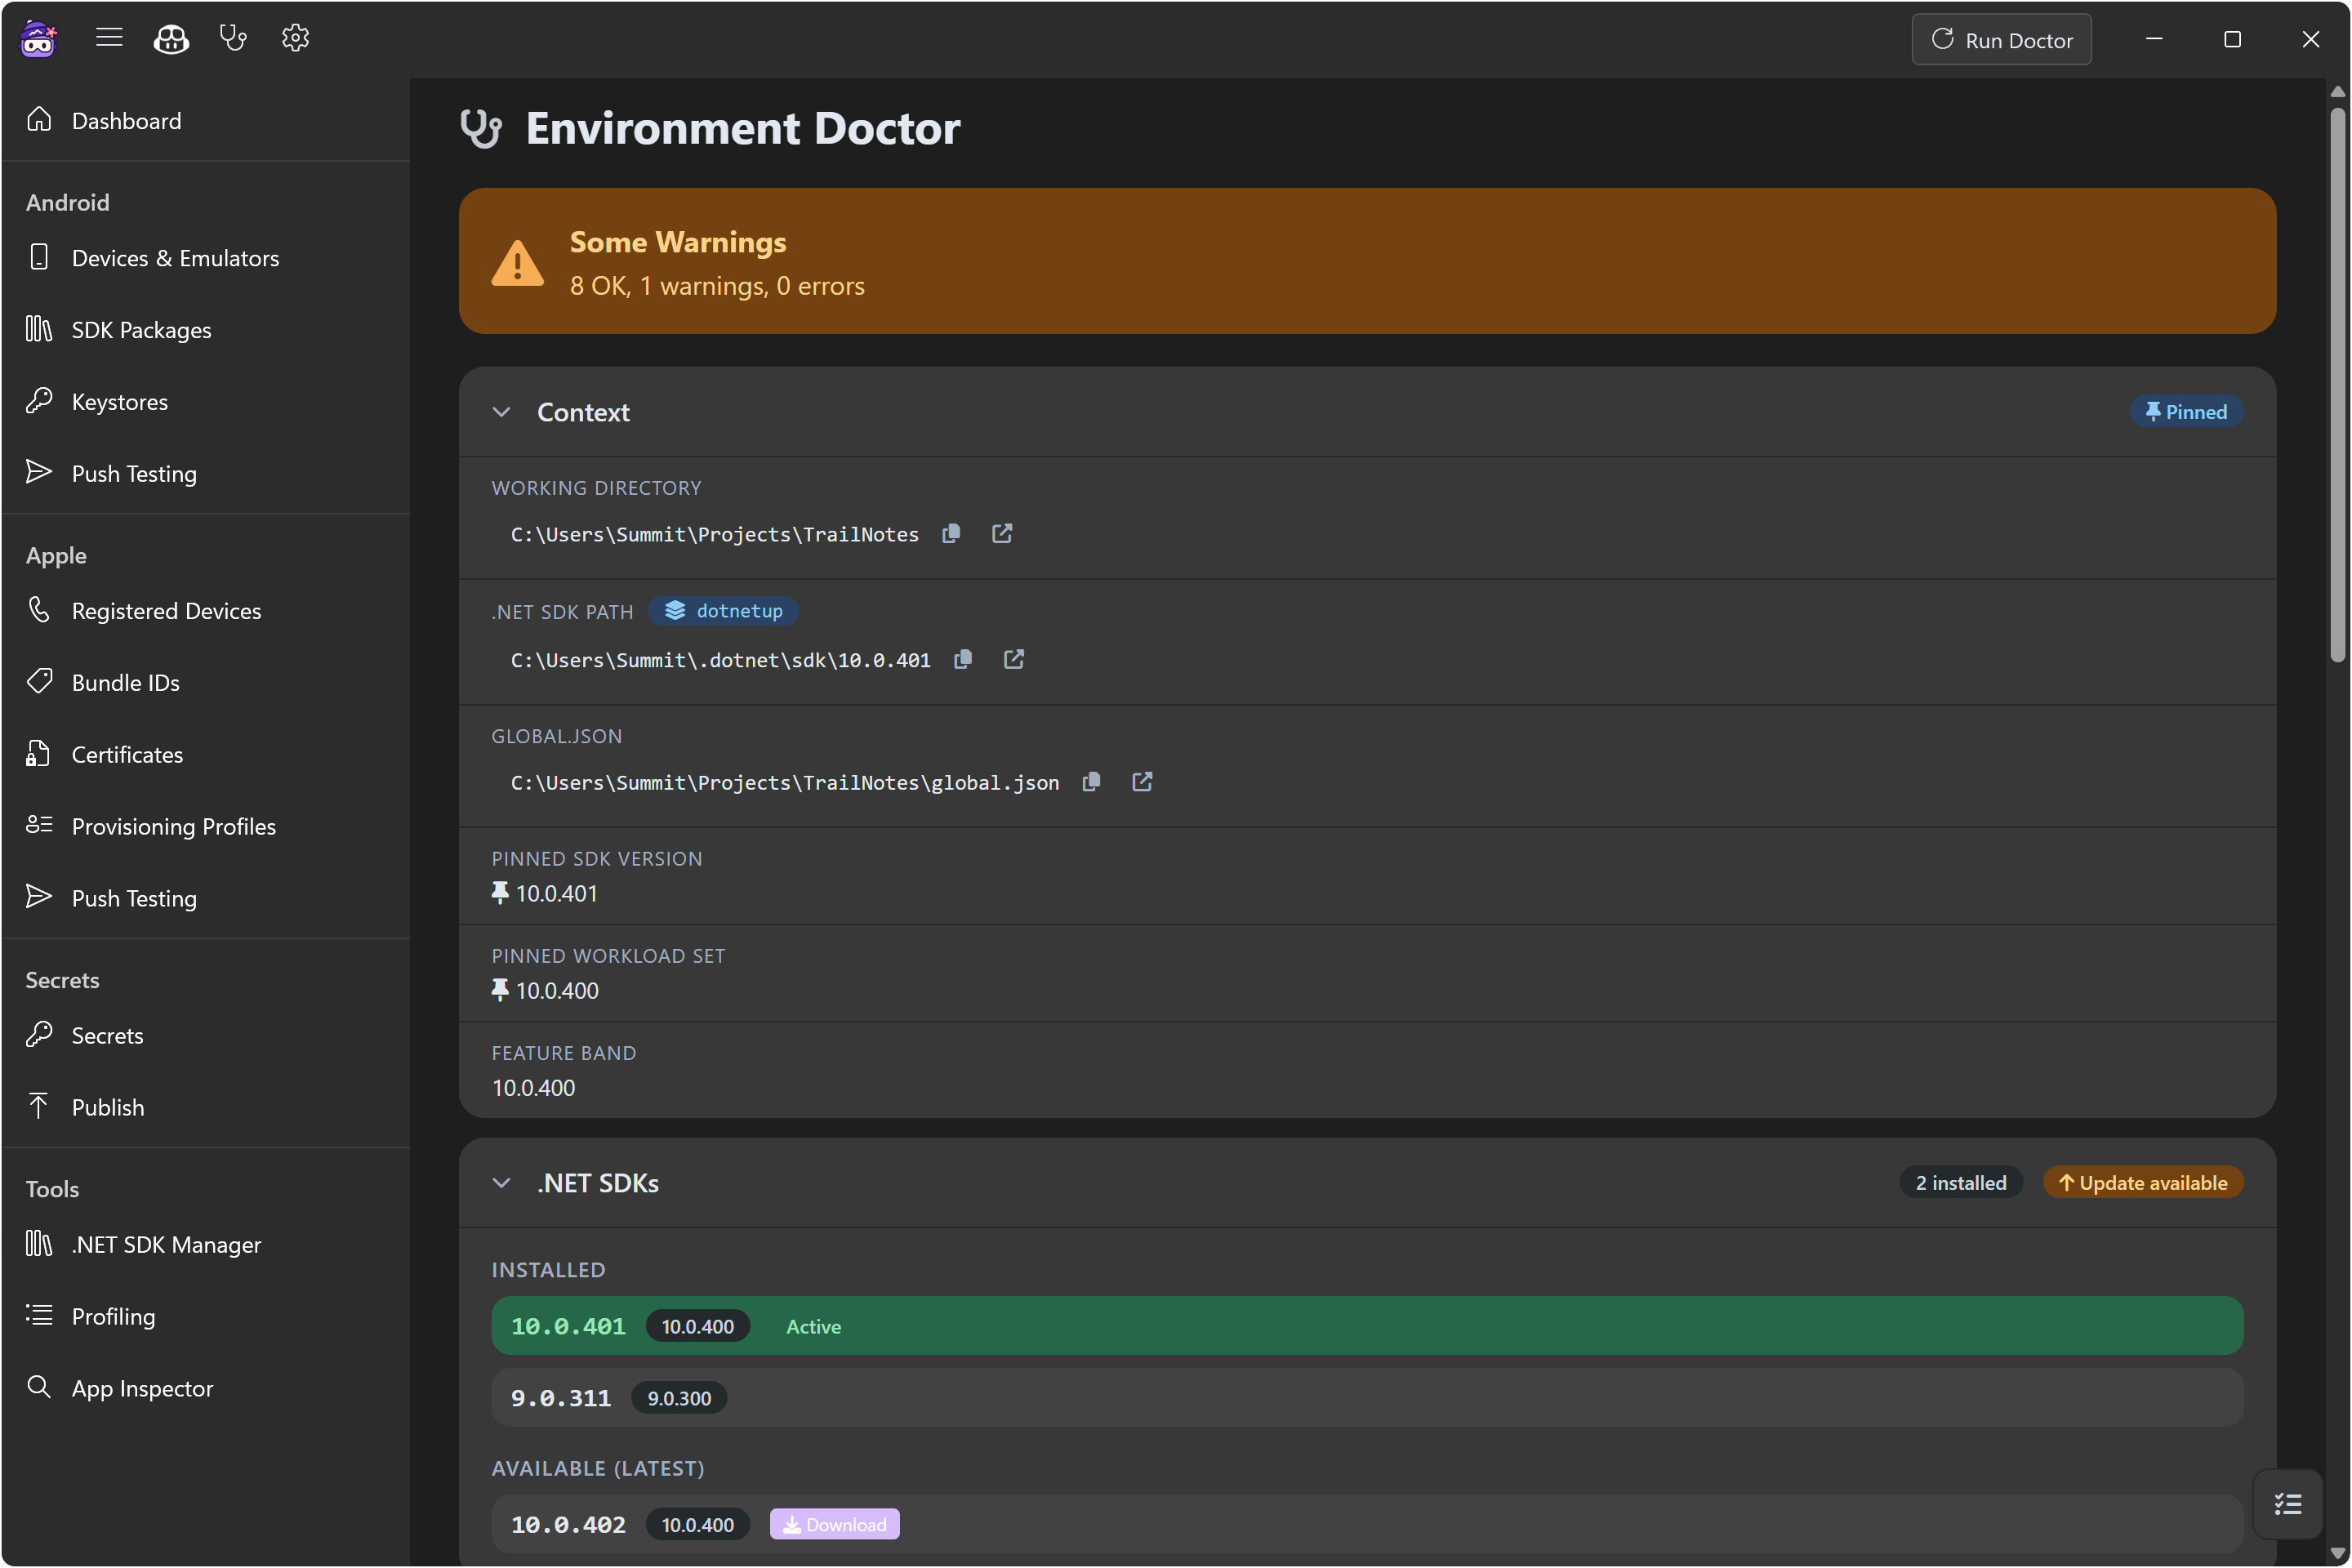 Run Doctor
Dashboard
Android
Devices & Emulators
SDK Packages
Keystores
Push Testing
Apple
Registered Devices
Bundle IDs
Certificates
Provisioning Profiles
Push Testing
Secrets
Secrets
Publish
Tools
.NET SDK Manager
Profiling
App Inspector
Environment Doctor
Some Warnings
8 OK, 1 warnings, 0 errors
Context
Pinned
WORKING DIRECTORY
C:\Users\Summit\Projects\TrailNotes
.NET SDK PATH dotnetup
C:\Users\Summit\.dotnet\sdk\10.0.401
GLOBAL.JSON
C:\Users\Summit\Projects\TrailNotes\global.json
PINNED SDK VERSION
10.0.401
PINNED WORKLOAD SET
10.0.400
FEATURE BAND
10.0.400
.NET SDKs
2 installed
Update available
INSTALLED
10.0.401 10.0.400 Active
9.0.311 9.0.300
AVAILABLE (LATEST)
10.0.402 10.0.400 Download